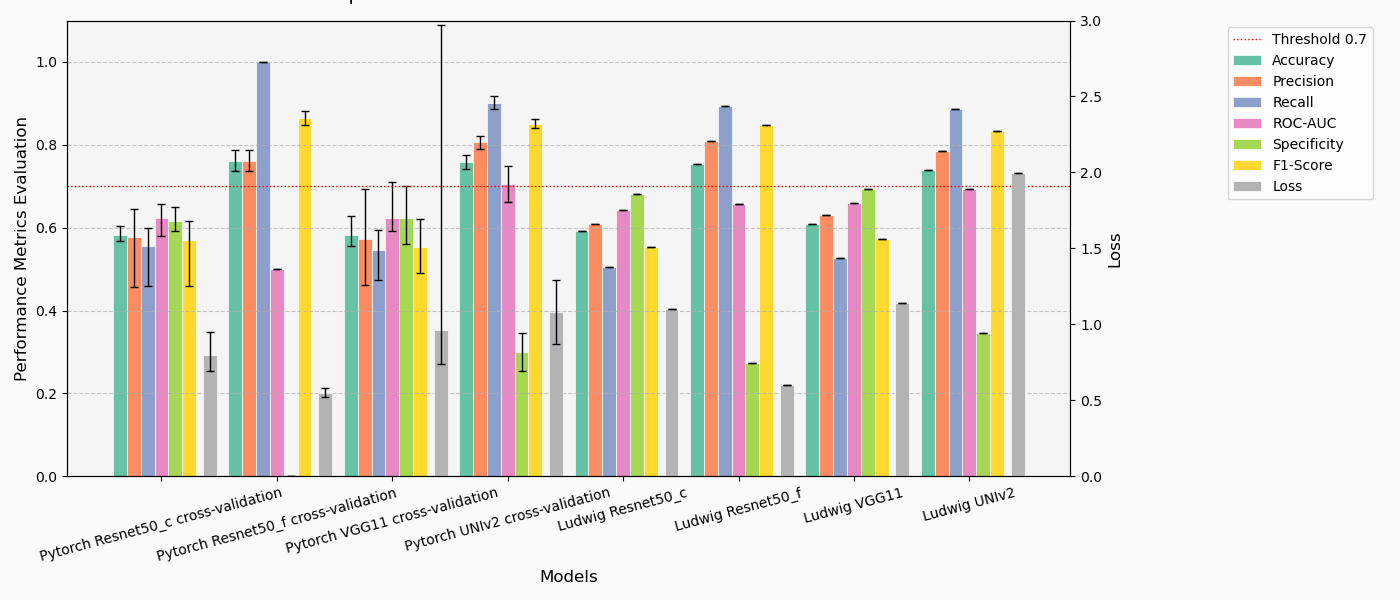 1.0
0.8
0.6
0.4
0.2
0.0
Performance Metrics Evaluation
3.0
2.5
2.0
1.5
1.0
0.5
0.0
Loss
Pytorch Resnet50_c cross-validation
Pytorch Resnet50_f cross-validation
Pytorch VGG11 cross-validation
Pytorch UNIv2 cross-validation
Ludwig Resnet50_c
Ludwig Resnet50_f
Ludwig VGG11
Ludwig UNIv2
Models
Threshold 0.7
Accuracy
Precision
Recall
ROC-AUC
Specificity
F1-Score
Loss